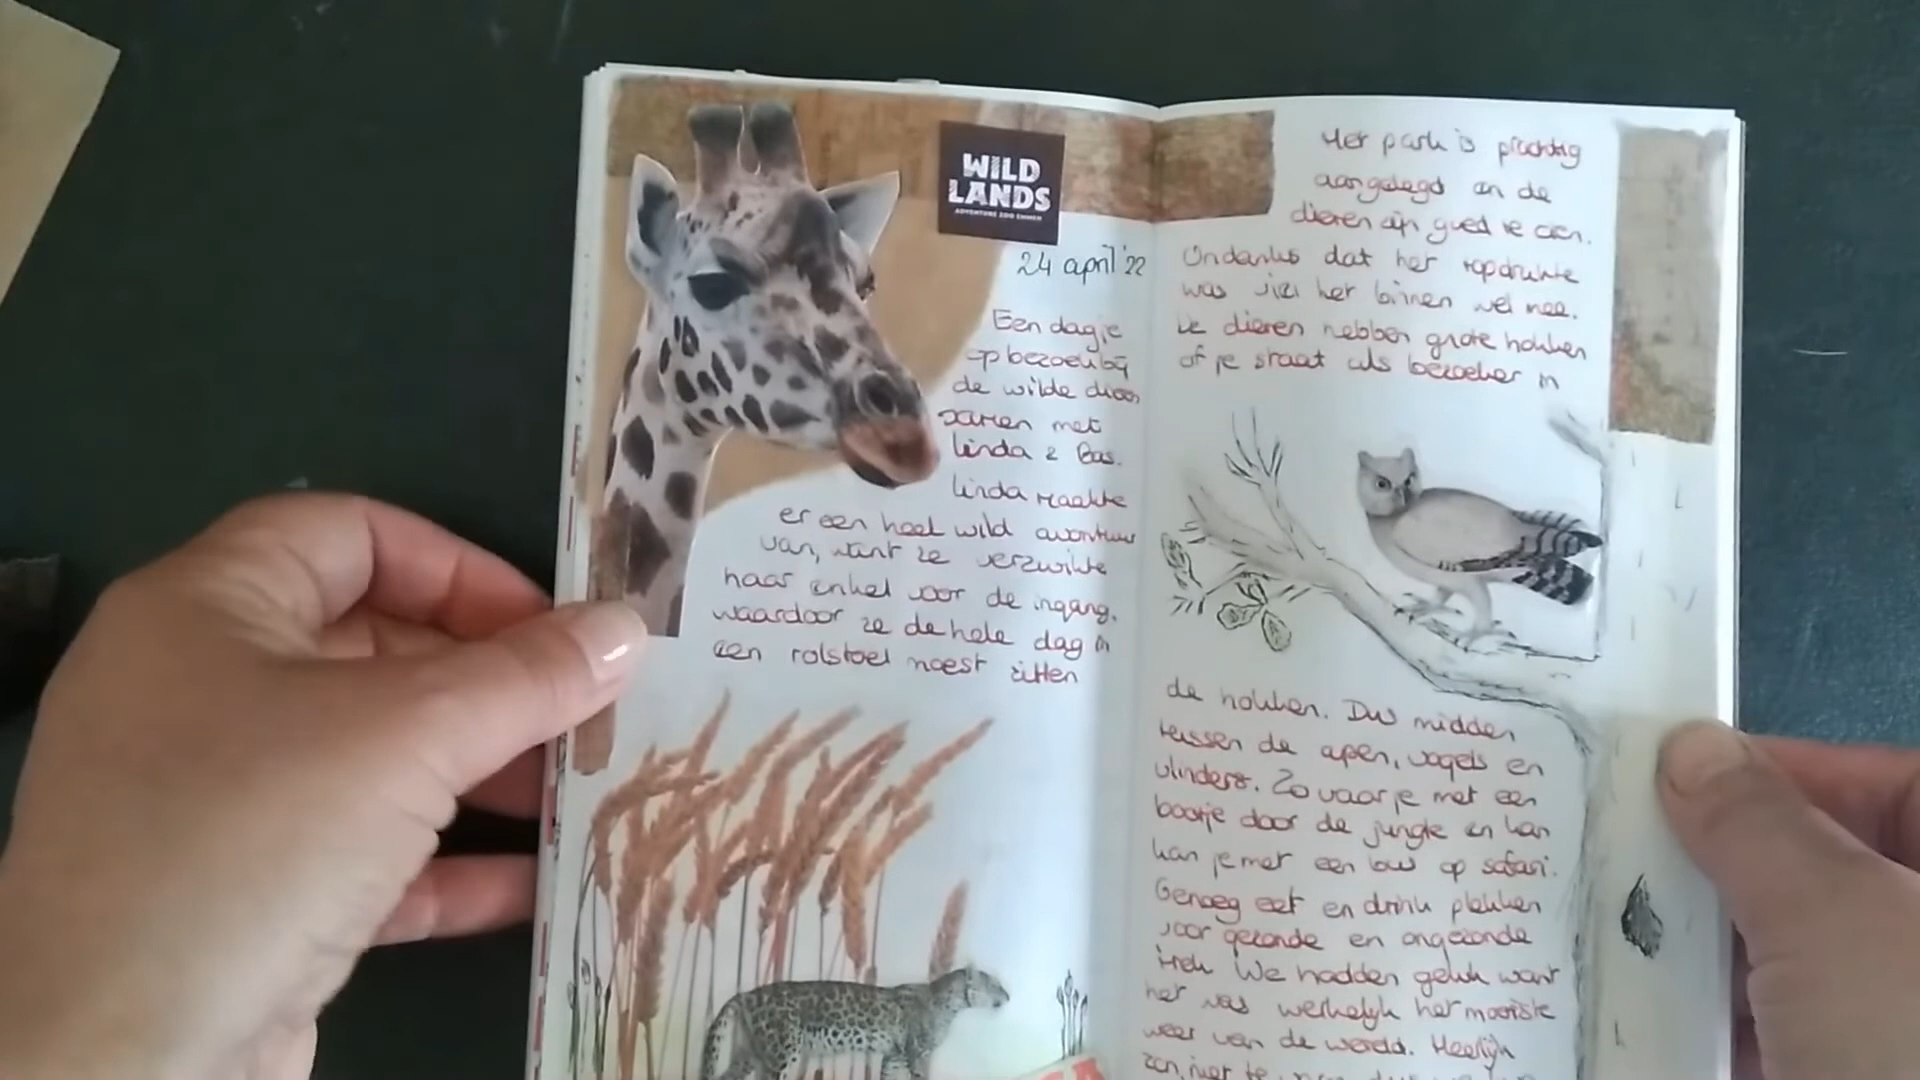 WILD
LANDS
ADVENTURE ZOO EMMEN
24 april '22
Een dagje
op bezoek bij
de wilde dieren
samen met
Linda & Bas.
Linda maakte
er een heel wild avontuur
van, want ze verzwikte
haar enkel voor de ingang,
waardoor ze de hele dag in
een rolstoel moest zitten
Het park is prachtig
aangelegd en de
dieren zijn goed te zien.
Ondanks dat het topdrukte
was viel het binnen wel mee.
De dieren hebben grote hokken
of je staat als bezoeker in
de hokken. Dus midden
tussen de apen, vogels en
vlinders. Zo vaar je met een
bootje door de jungle en kan
kan je met een op safari.
Genoeg eet en drink plekken
voor gezonde en ongezonde
trek. We hadden geluk want
het was werkelijk het mooiste
weer van de wereld. Heerlijk
zon, niet te